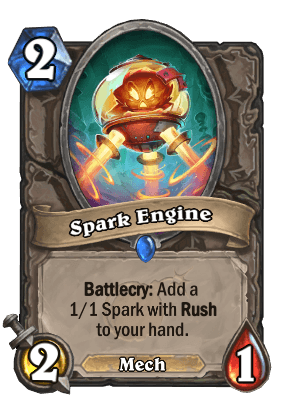 2
Spark Engine
Battlecry: Add a
1/1 Spark with Rush
to your hand.
2
Mech
1